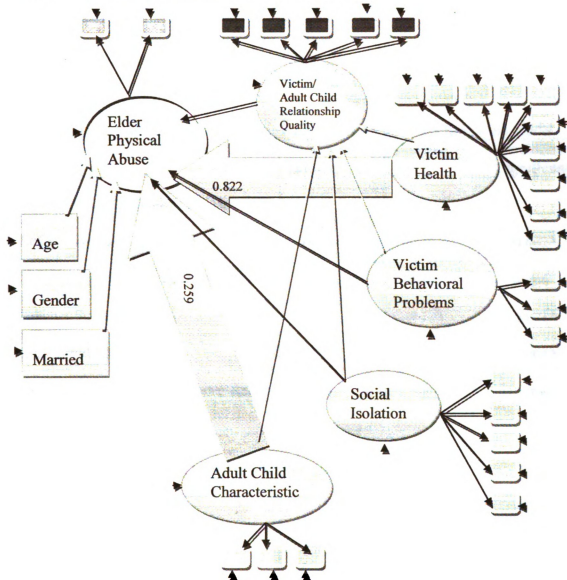 Victim/
Adult Child
Relationship
Quality
Elder
Physical
Abuse
Victim
Health
0.822
Age
0.259
Victim
Behavioral
Problems
Gender
Married
Social
Isolation
Adult Child
Characteristic